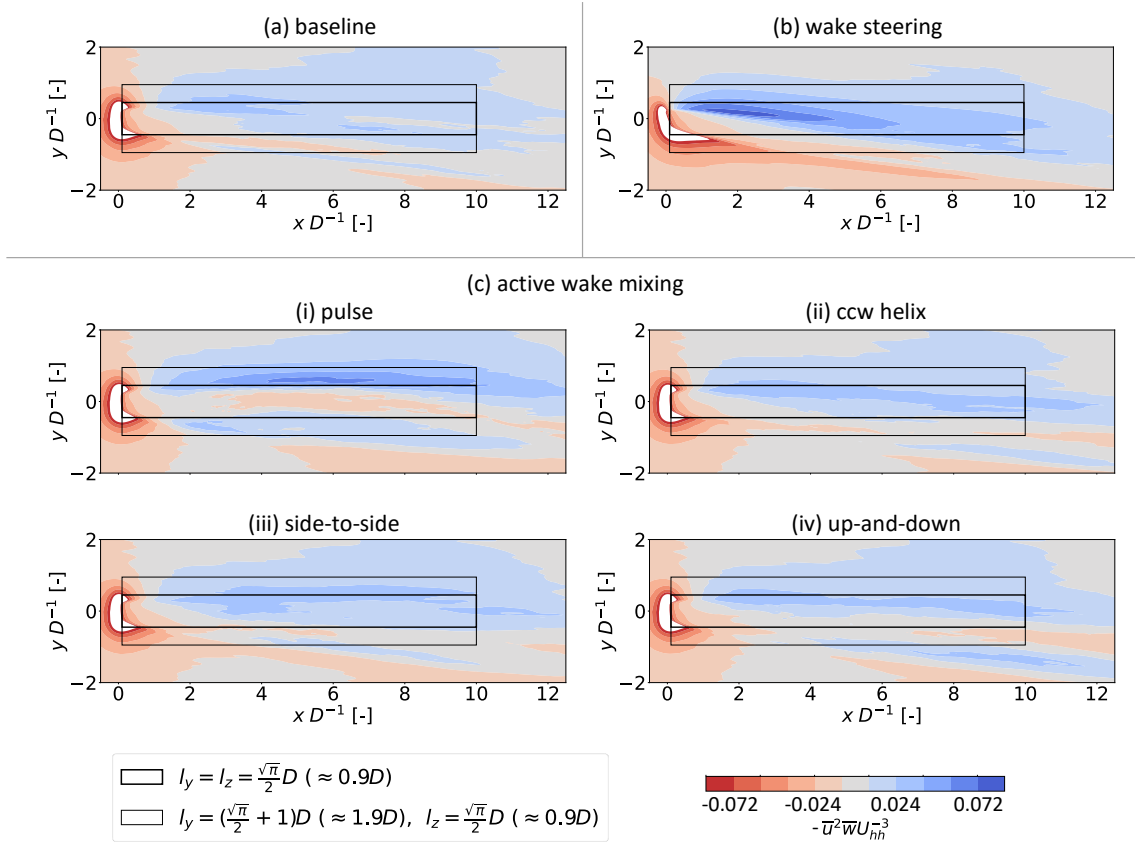 (a) baseline
(b) wake steering
2
0
−2
y D⁻¹ [-]
0 2 4 6 8 10 12
x D⁻¹ [-]
2
0
−2
y D⁻¹ [-]
0 2 4 6 8 10 12
x D⁻¹ [-]
(c) active wake mixing
(i) pulse
(ii) ccw helix
2
0
−2
y D⁻¹ [-]
2
0
−2
y D⁻¹ [-]
(iii) side-to-side
(iv) up-and-down
2
0
−2
y D⁻¹ [-]
0 2 4 6 8 10 12
x D⁻¹ [-]
2
0
−2
y D⁻¹ [-]
0 2 4 6 8 10 12
x D⁻¹ [-]
l_y = l_z = √π/2 D ( ≈ 0.9D)
l_y = (√π/2 + 1)D ( ≈ 1.9D), l_z = √π/2 D ( ≈ 0.9D)
-0.072 -0.024 0.024 0.072
- u̅²w̅U_hh⁻³